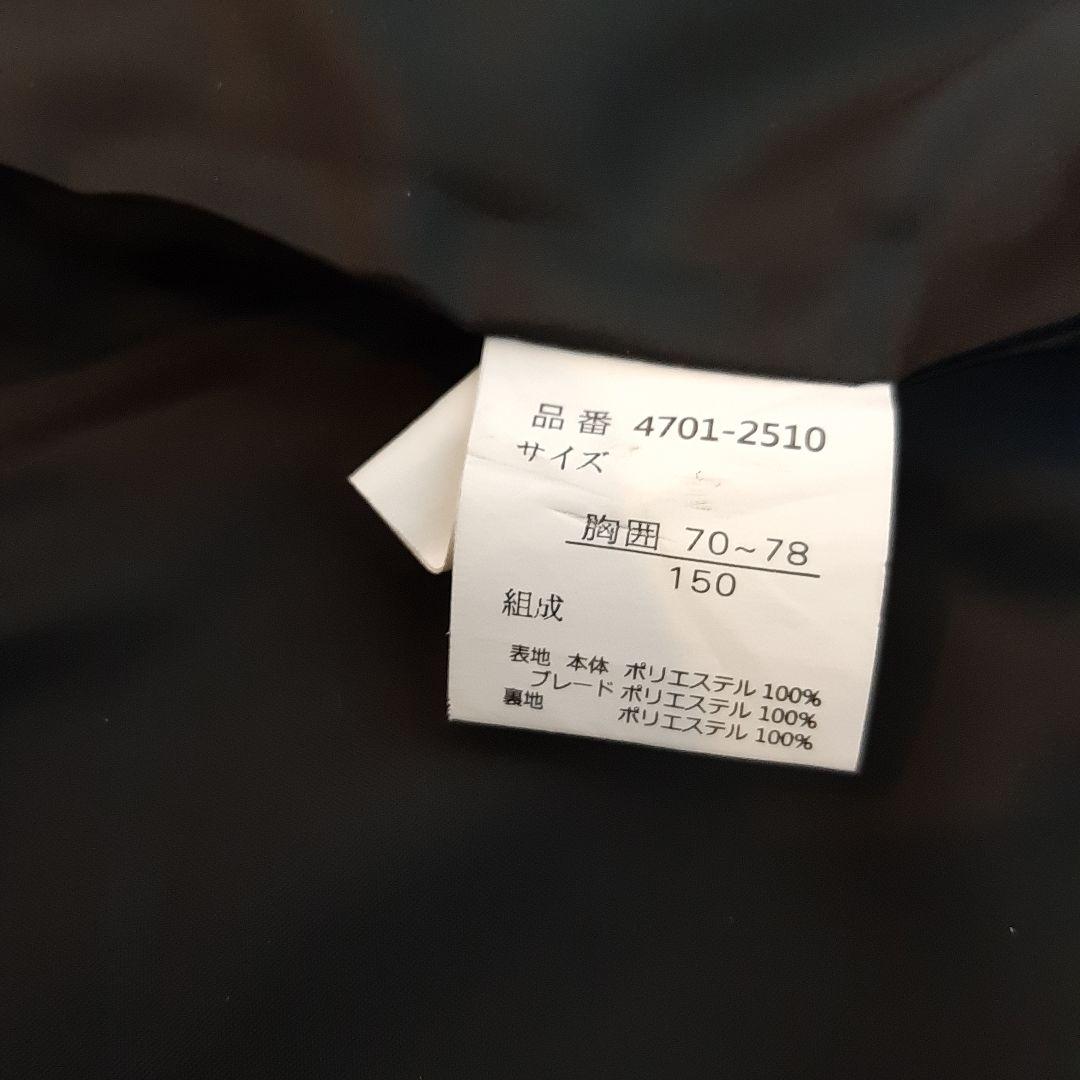 品番 4701-2510
サイズ
胸囲 70~78
150
組成
表地 本体 ポリエステル 100%
ブレード ポリエステル 100%
裏地 ポリエステル 100%